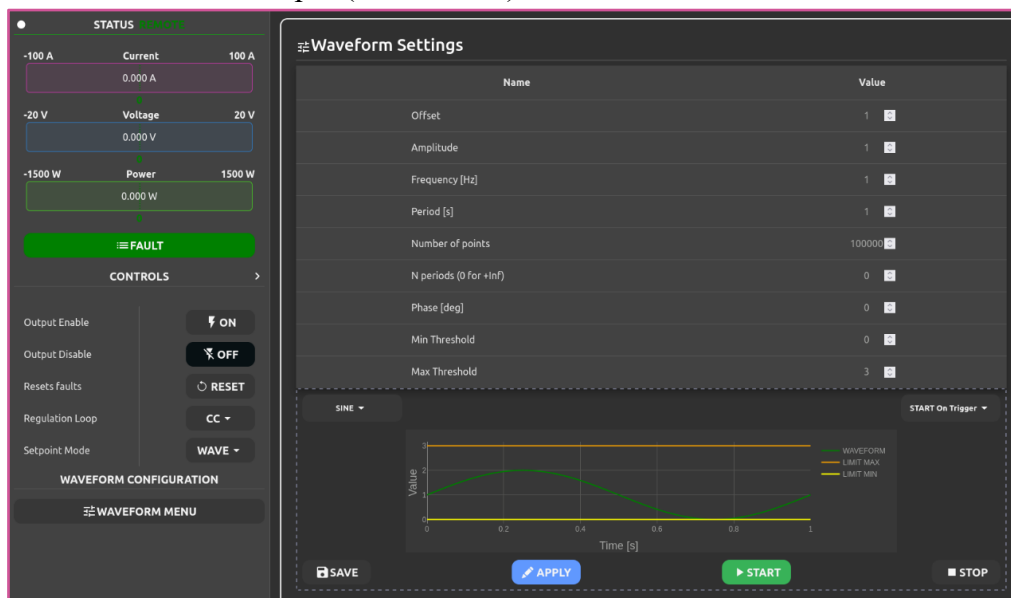 STATUS REMOTE
-100 A Current 100 A
0.000 A
-20 V Voltage 20 V
0.000 V
-1500 W Power 1500 W
0.000 W
FAULT
CONTROLS
Output Enable ON
Output Disable OFF
Resets faults RESET
Regulation Loop CC
Setpoint Mode WAVE
WAVEFORM CONFIGURATION
WAVEFORM MENU
Waveform Settings
Name Value
Offset 1
Amplitude 1
Frequency [Hz] 1
Period [s] 1
Number of points 100000
N periods (0 for +Inf) 0
Phase [deg] 0
Min Threshold 0
Max Threshold 3
SINE START On Trigger
3
2
1
0
Value
0 0.2 0.4 0.6 0.8 1
Time [s]
WAVEFORM
LIMIT MAX
LIMIT MIN
SAVE APPLY START STOP